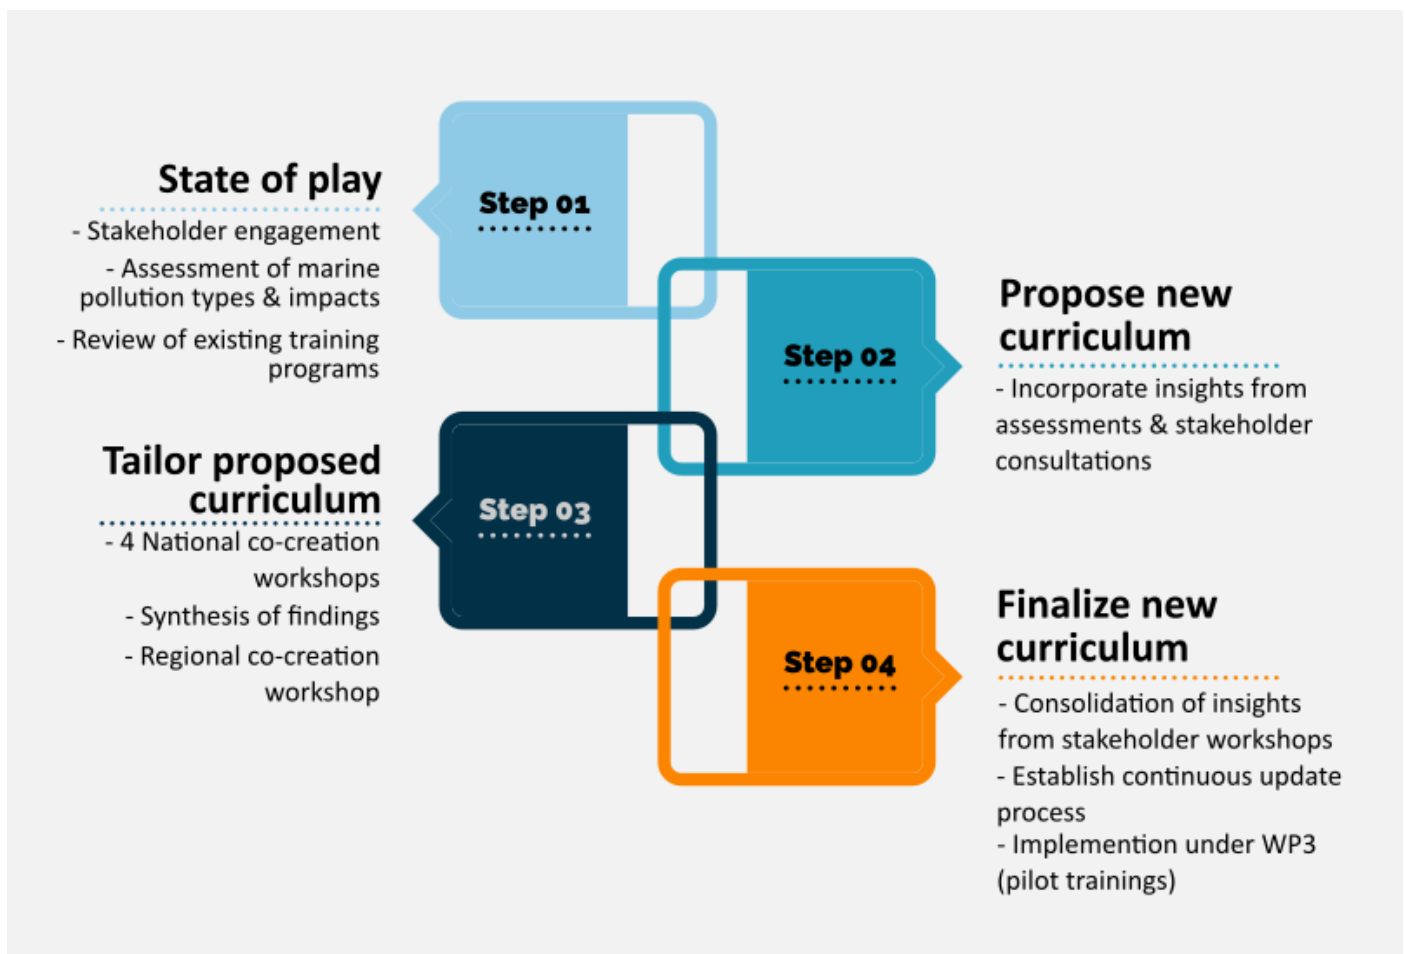 Step 01
State of play
- Stakeholder engagement
- Assessment of marine
pollution types & impacts
- Review of existing training
programs
Step 02
Propose new
curriculum
- Incorporate insights from
assessments & stakeholder
consultations
Step 03
Tailor proposed
curriculum
- 4 National co-creation
workshops
- Synthesis of findings
- Regional co-creation
workshop
Step 04
Finalize new
curriculum
- Consolidation of insights
from stakeholder workshops
- Establish continuous update
process
- Implemention under WP3
(pilot trainings)